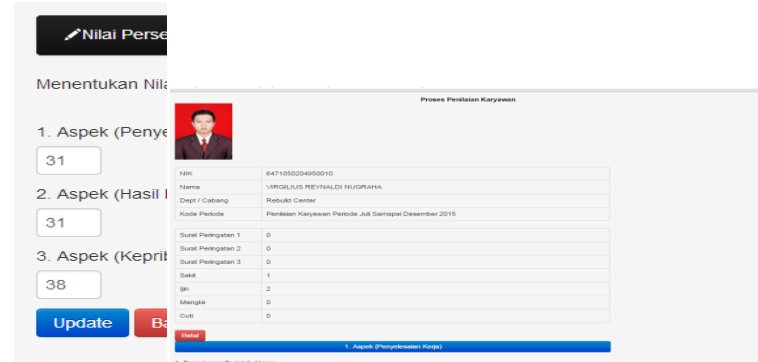 Nilai Perse
Menentukan Nila
1. Aspek (Penye
31
2. Aspek (Hasil
31
3. Aspek (Keprib
38
Update Ba
Proses Penilaian Karyawan
NIK 6471050204950010
Nama VIRGILIUS REYNALDI NUGRAHA
Dept / Cabang Rebuild Center
Kode Periode Penilaian Karyawan Periode Juli Samapai Desember 2015
Surat Peringatan 1 0
Surat Peringatan 2 0
Surat Peringatan 3 0
Sakit 1
Ijin 2
Mangkir 0
Cuti 0
Batal
1. Aspek (Penyelesaian Kerja)